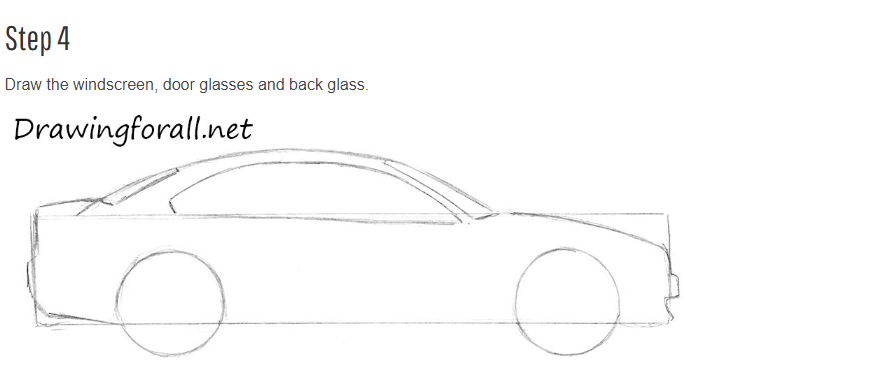 Step 4
Draw the windscreen, door glasses and back glass.
Drawingforall.net